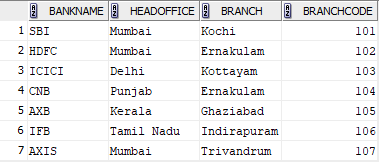 BANKNAME HEADOFFICE BRANCH BRANCHCODE
1 SBI Mumbai Kochi 101
2 HDFC Mumbai Ernakulam 102
3 ICICI Delhi Kottayam 103
4 CNB Punjab Ernakulam 104
5 AXB Kerala Ghaziabad 105
6 IFB Tamil Nadu Indirapuram 106
7 AXIS Mumbai Trivandrum 107